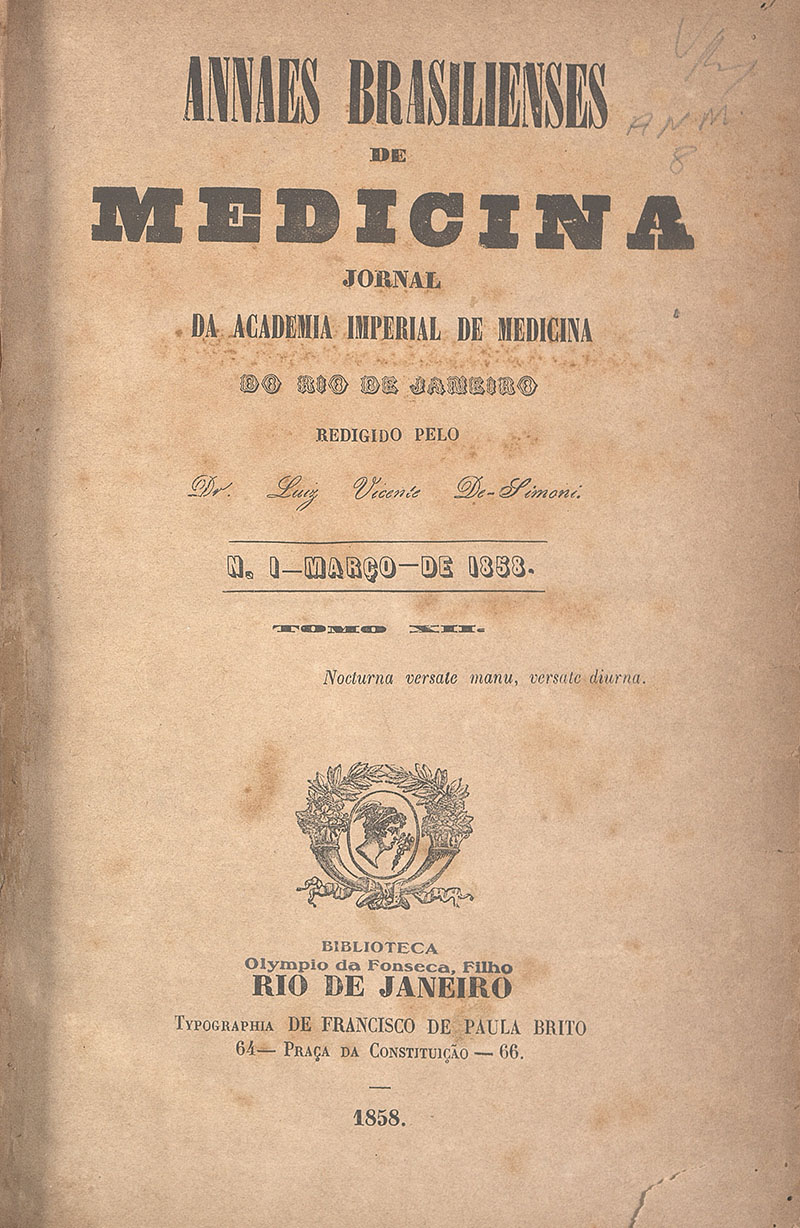 ANNAES BRASILIENSES
DE
MEDICINA
JORNAL
DA ACADEMIA IMPERIAL DE MEDICINA
DO RIO DE JANEIRO
REDIGIDO PELO
Dr. Luiz Vicente De-Simoni.
N. 1—MARÇO—DE 1858.
TOMO XII.
Nocturna versate manu, versate diurna.
BIBLIOTECA
Olympio da Fonseca, Filho
RIO DE JANEIRO
TYPOGRAPHIA DE FRANCISCO DE PAULA BRITO
64— PRAÇA DA CONSTITUIÇÃO — 66.
1858.
ANM
8